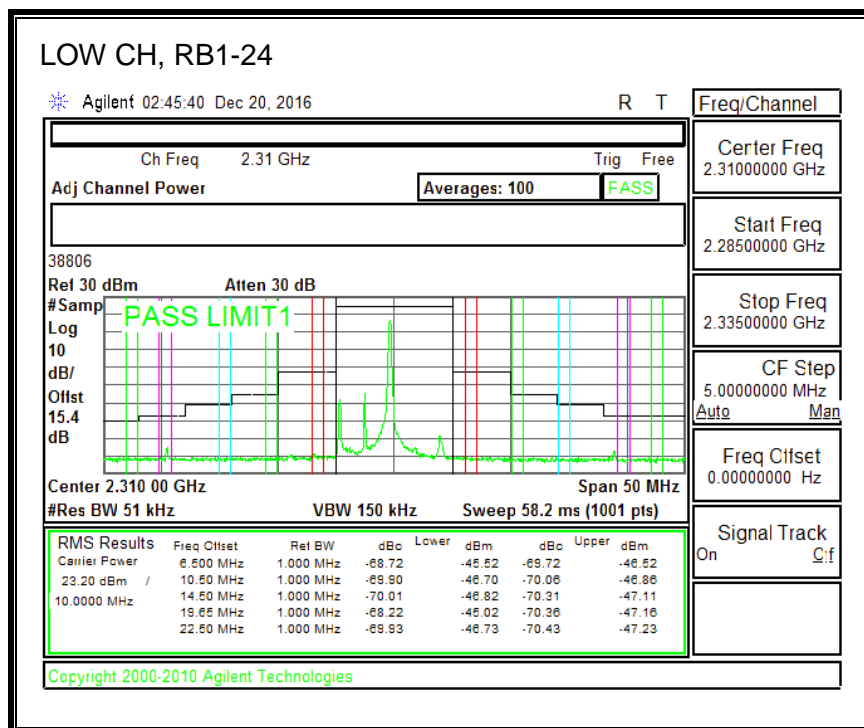 LOW CH, RB1-24
Agilent 02:45:40 Dec 20, 2016 R T
Freq/Channel
Ch Freq 2.31 GHz Trig Free
Adj Channel Power Averages: 100 PASS
38806
Ref 30 dBm Atten 30 dB
#Samp
Log
10
dB/
Offst
15.4
dB
PASS LIMIT1
Center 2.310 00 GHz Span 50 MHz
#Res BW 51 kHz VBW 150 kHz Sweep 58.2 ms (1001 pts)
RMS Results Freq Offset Ref BW dBc Lower dBm dBc Upper dBm
Carrier Power 6.500 MHz 1.000 MHz -68.72 -45.52 -69.72 -46.52
23.20 dBm / 10.50 MHz 1.000 MHz -69.90 -46.70 -70.06 -46.86
10.0000 MHz 14.50 MHz 1.000 MHz -70.01 -46.82 -70.31 -47.11
19.65 MHz 1.000 MHz -68.22 -45.02 -70.36 -47.16
22.50 MHz 1.000 MHz -69.93 -46.73 -70.43 -47.23
Center Freq
2.31000000 GHz
Start Freq
2.28500000 GHz
Stop Freq
2.33500000 GHz
CF Step
5.00000000 MHz
Auto Man
Freq Offset
0.00000000 Hz
Signal Track
On Off
Copyright 2000-2010 Agilent Technologies